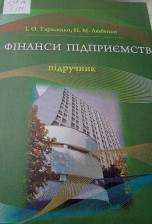 І. О. Тарасенко, Н. М. Любенко
ФІНАНСИ ПІДПРИЄМСТВ
підручник